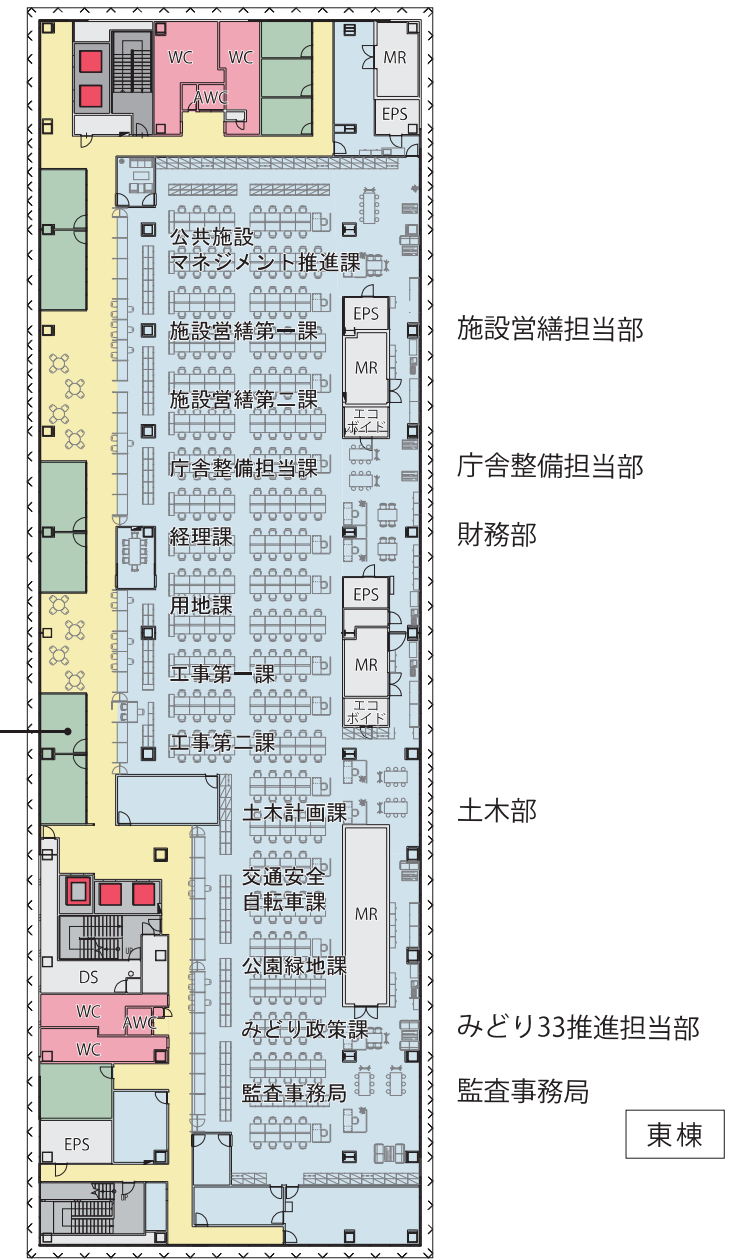 WC
WC
MR
AWC
EPS
公共施設
マネジメント推進課
EPS
施設営繕第一課
施設営繕担当部
MR
施設営繕第二課
エコ
ボイド
庁舎整備担当課
庁舎整備担当部
経理課
財務部
EPS
用地課
工事第一課
MR
エコ
ボイド
工事第二課
土木計画課
土木部
交通安全
自転車課
MR
公園緑地課
DS
WC
AWC
みどり政策課
みどり33推進担当部
WC
監査事務局
監査事務局
EPS
東棟